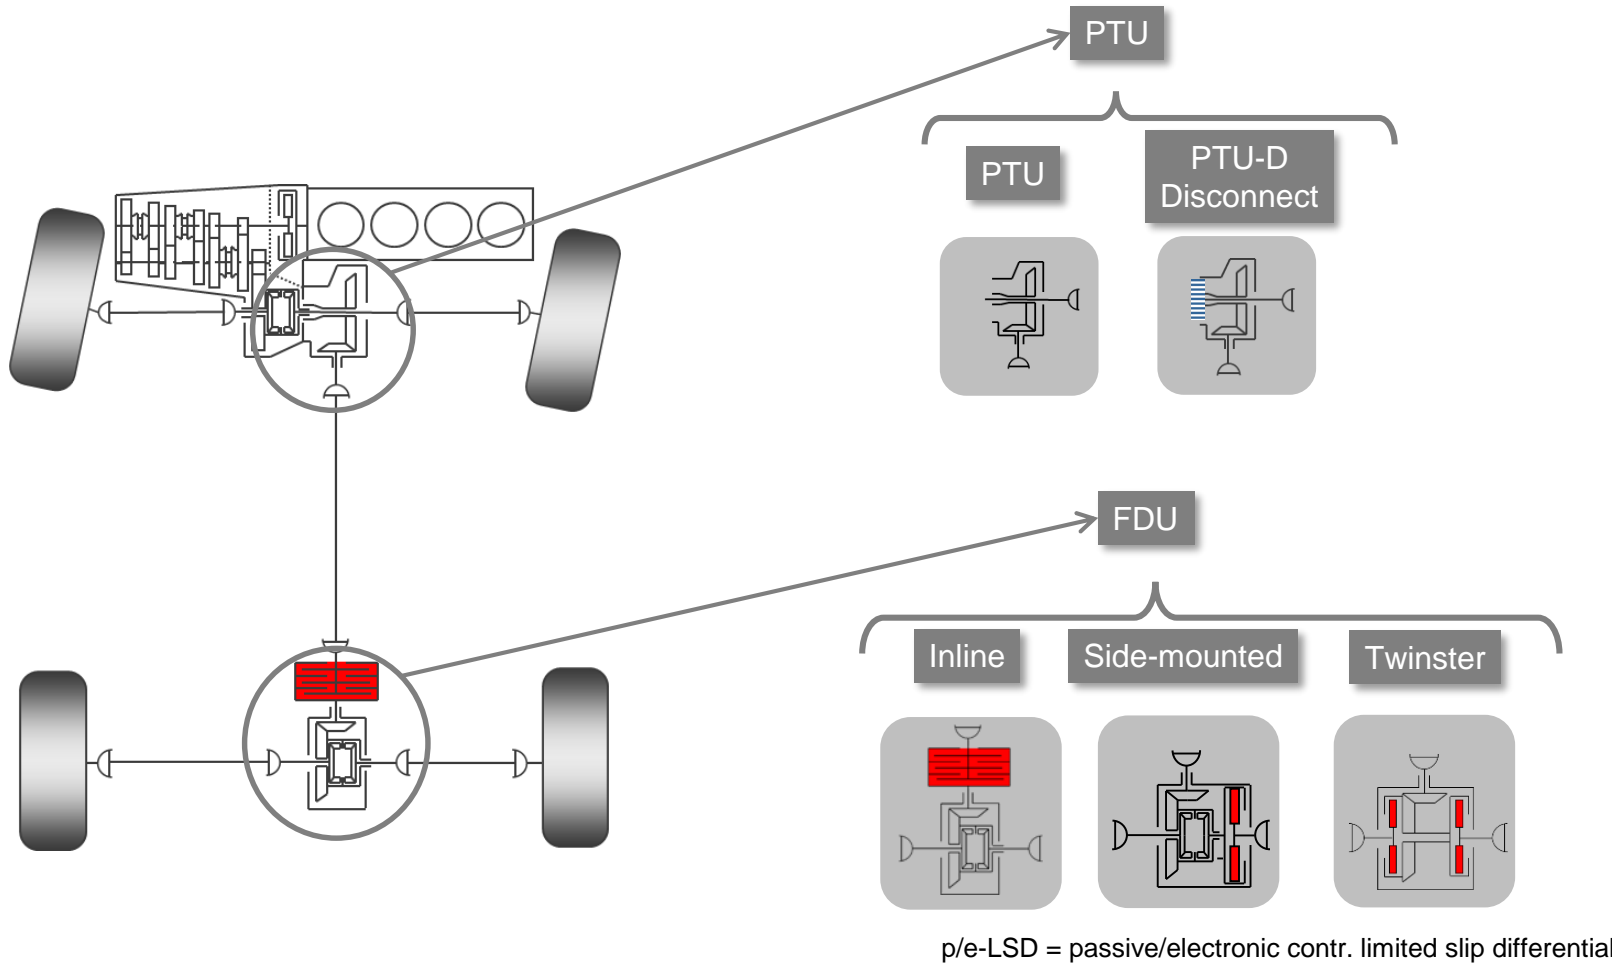 PTU
PTU
PTU-D
Disconnect
FDU
Inline
Side-mounted
Twinster
p/e-LSD = passive/electronic contr. limited slip differential